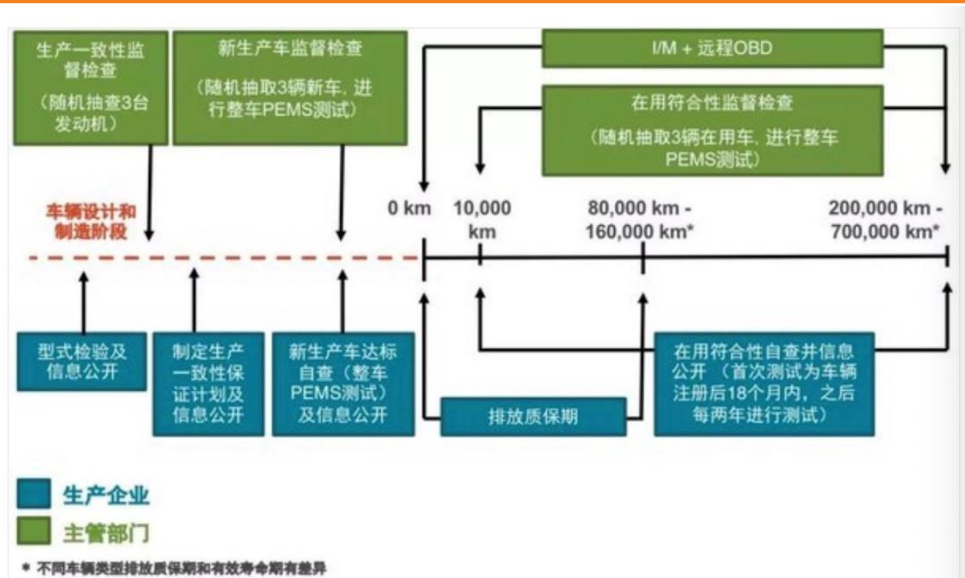 生产一致性监
督检查
(随机抽查3台
发动机)
新生产车监督检查
(随机抽取3辆新车, 进
行整车PEMS测试)
I/M + 远程OBD
在用符合性监督检查
(随机抽取3辆在用车, 进行整车
PEMS测试)
车辆设计和
制造阶段
0 km
10,000
km
80,000 km -
160,000 km*
200,000 km -
700,000 km*
型式检验及
信息公开
制定生产
一致性保
证计划及
信息公开
新生产车达标
自查(整车
PEMS测试)
及信息公开
排放质保期
在用符合性自查并信息
公开 (首次测试为车辆
注册后18个月内, 之后
每两年进行测试)
生产企业
主管部门
* 不同车辆类型排放质保期和有效寿命期有差异